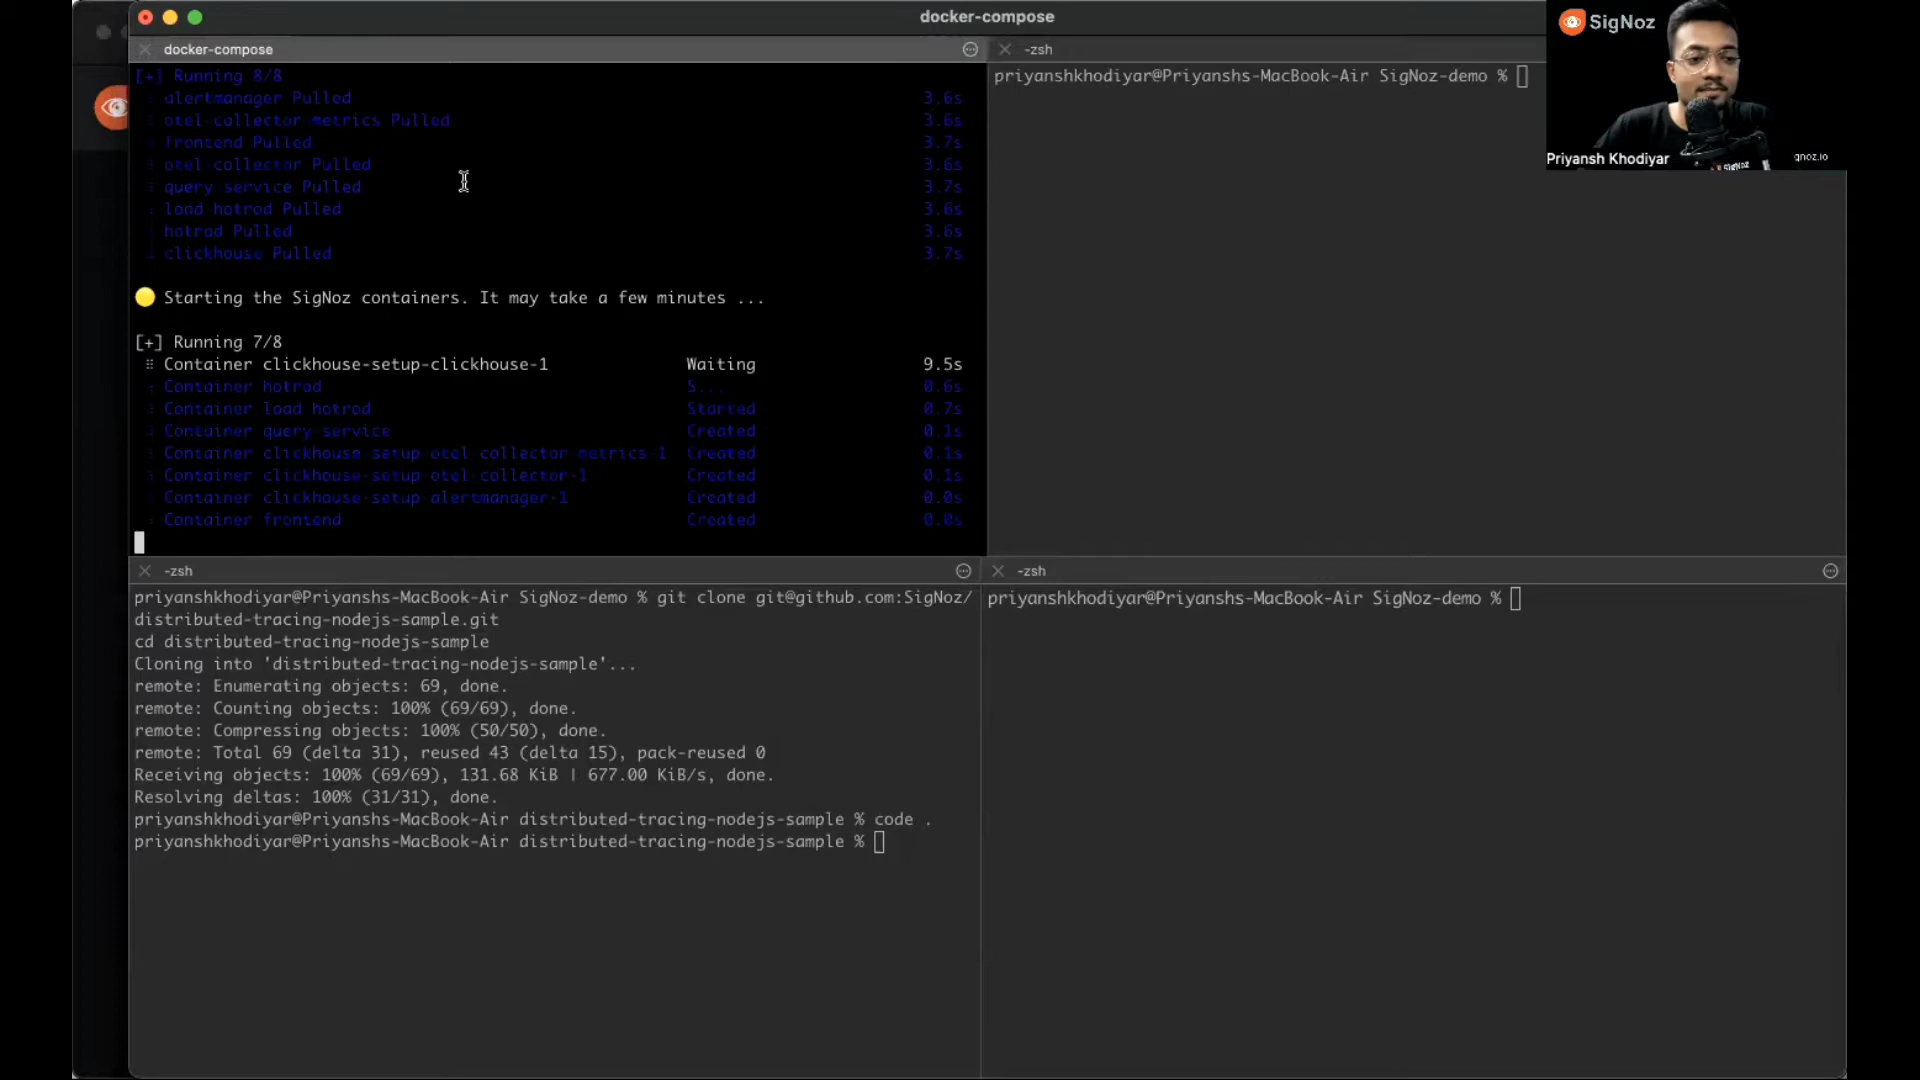 docker-compose
docker-compose
[+] Running 8/8
alertmanager Pulled 3.6s
otel-collector-metrics Pulled 3.6s
frontend Pulled 3.7s
otel-collector Pulled 3.6s
query-service Pulled 3.7s
load-hotrod Pulled 3.6s
hotrod Pulled 3.6s
clickhouse Pulled 3.7s
🟡 Starting the SigNoz containers. It may take a few minutes ...
[+] Running 7/8
⠿ Container clickhouse-setup-clickhouse-1 Waiting 9.5s
Container hotrod S... 0.6s
Container load-hotrod Started 0.7s
Container query-service Created 0.1s
Container clickhouse-setup-otel-collector-metrics-1 Created 0.1s
Container clickhouse-setup-otel-collector-1 Created 0.1s
Container clickhouse-setup-alertmanager-1 Created 0.0s
Container frontend Created 0.0s
-zsh
priyanshkhodiyar@Priyanshs-MacBook-Air SigNoz-demo %
SigNoz
Priyansh Khodiyar
SigNoz
gnoz.io
-zsh
priyanshkhodiyar@Priyanshs-MacBook-Air SigNoz-demo % git clone git@github.com:SigNoz/
distributed-tracing-nodejs-sample.git
cd distributed-tracing-nodejs-sample
Cloning into 'distributed-tracing-nodejs-sample'...
remote: Enumerating objects: 69, done.
remote: Counting objects: 100% (69/69), done.
remote: Compressing objects: 100% (50/50), done.
remote: Total 69 (delta 31), reused 43 (delta 15), pack-reused 0
Receiving objects: 100% (69/69), 131.68 KiB | 677.00 KiB/s, done.
Resolving deltas: 100% (31/31), done.
priyanshkhodiyar@Priyanshs-MacBook-Air distributed-tracing-nodejs-sample % code .
priyanshkhodiyar@Priyanshs-MacBook-Air distributed-tracing-nodejs-sample %
-zsh
priyanshkhodiyar@Priyanshs-MacBook-Air SigNoz-demo %